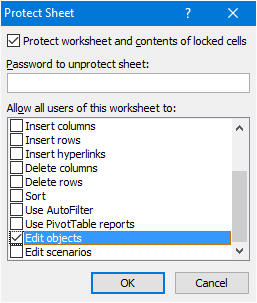 Protect Sheet
Protect worksheet and contents of locked cells
Password to unprotect sheet:
Allow all users of this worksheet to:
Insert columns
Insert rows
Insert hyperlinks
Delete columns
Delete rows
Sort
Use AutoFilter
Use PivotTable reports
Edit objects
Edit scenarios
OK Cancel